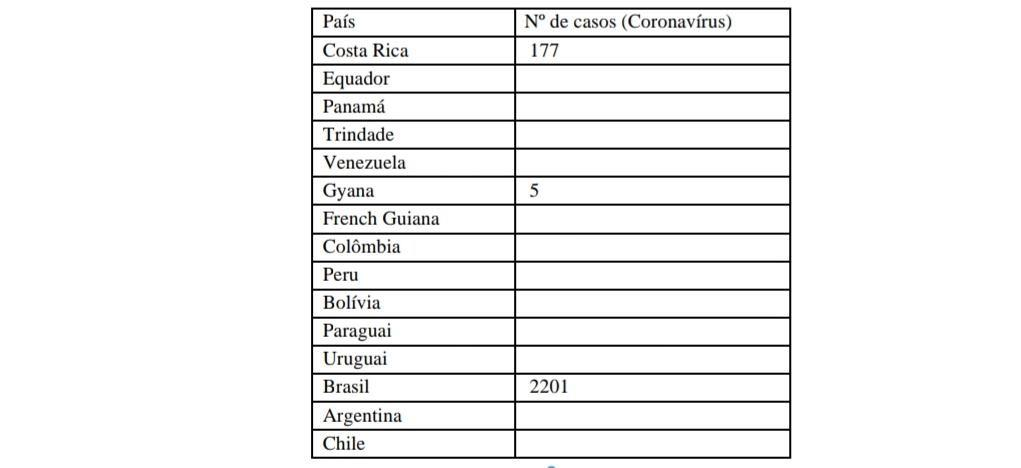 País Nº de casos (Coronavírus)
Costa Rica 177
Equador
Panamá
Trindade
Venezuela
Gyana 5
French Guiana
Colômbia
Peru
Bolívia
Paraguai
Uruguai
Brasil 2201
Argentina
Chile